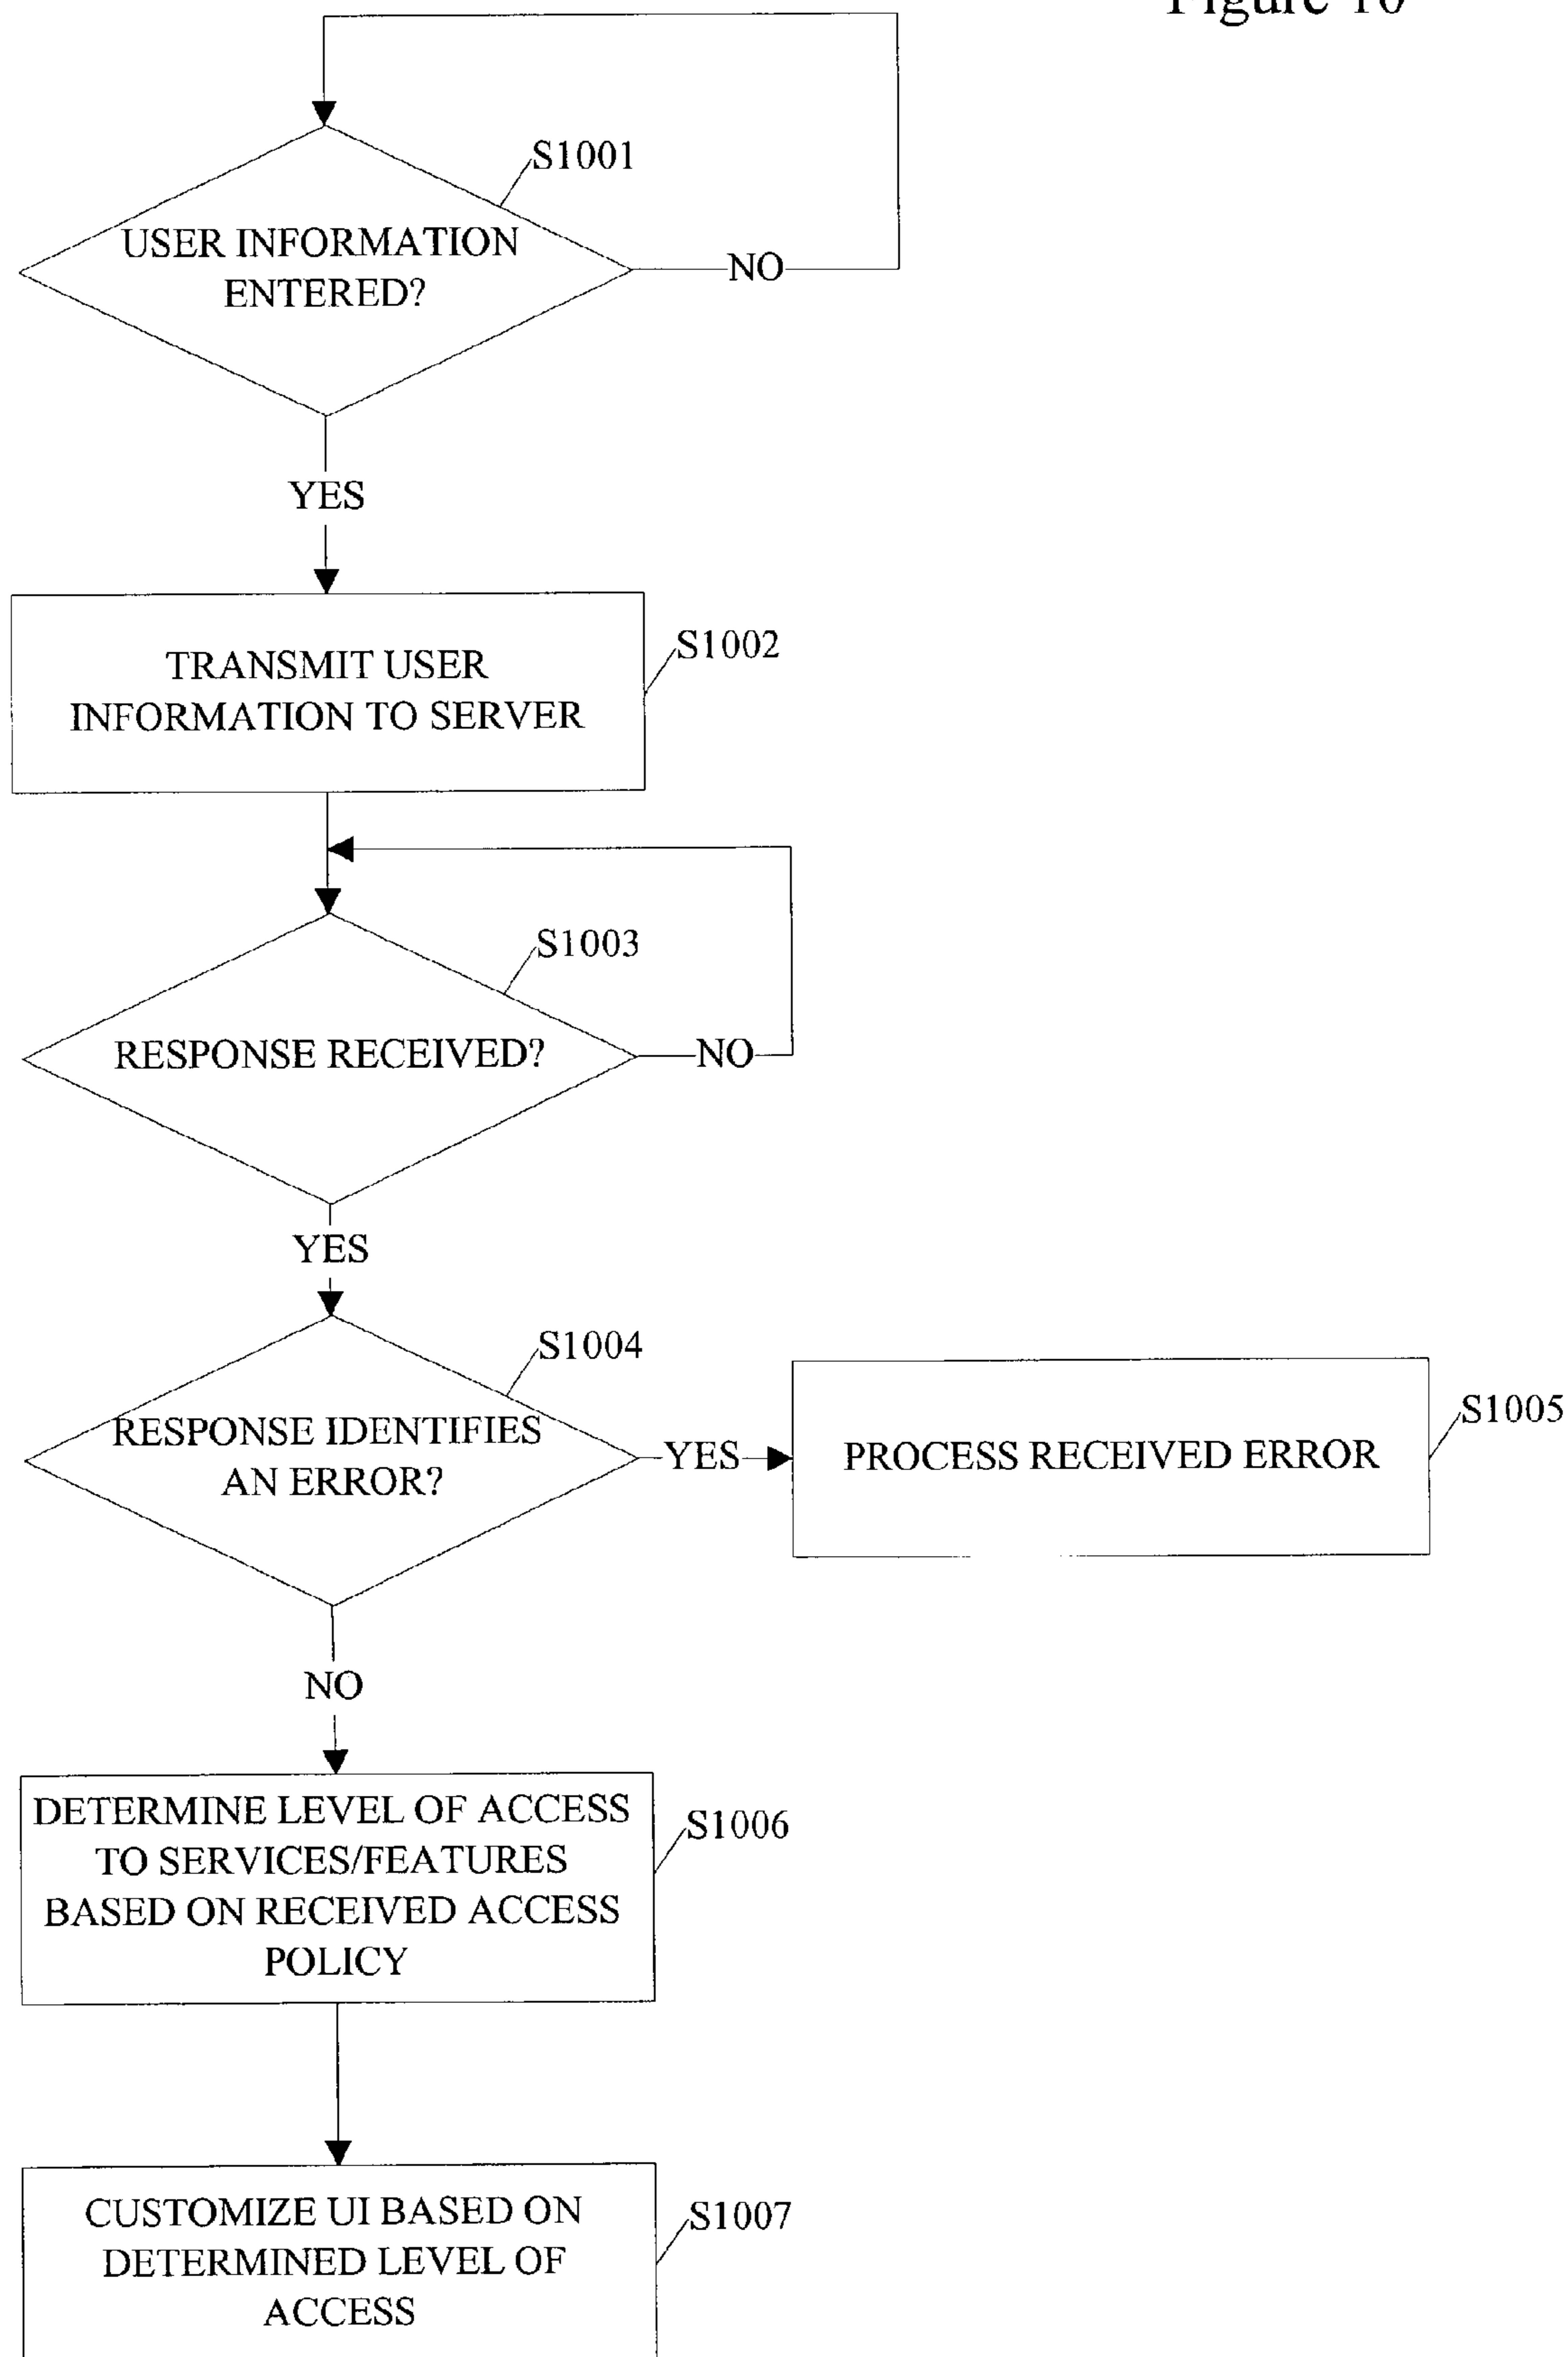 Figure 10
S1001
USER INFORMATION
ENTERED?
NO
YES
S1002
TRANSMIT USER
INFORMATION TO SERVER
S1003
RESPONSE RECEIVED?
NO
YES
S1004
RESPONSE IDENTIFIES
AN ERROR?
YES
S1005
PROCESS RECEIVED ERROR
NO
DETERMINE LEVEL OF ACCESS
TO SERVICES/FEATURES
BASED ON RECEIVED ACCESS
POLICY
S1006
CUSTOMIZE UI BASED ON
DETERMINED LEVEL OF
ACCESS
S1007